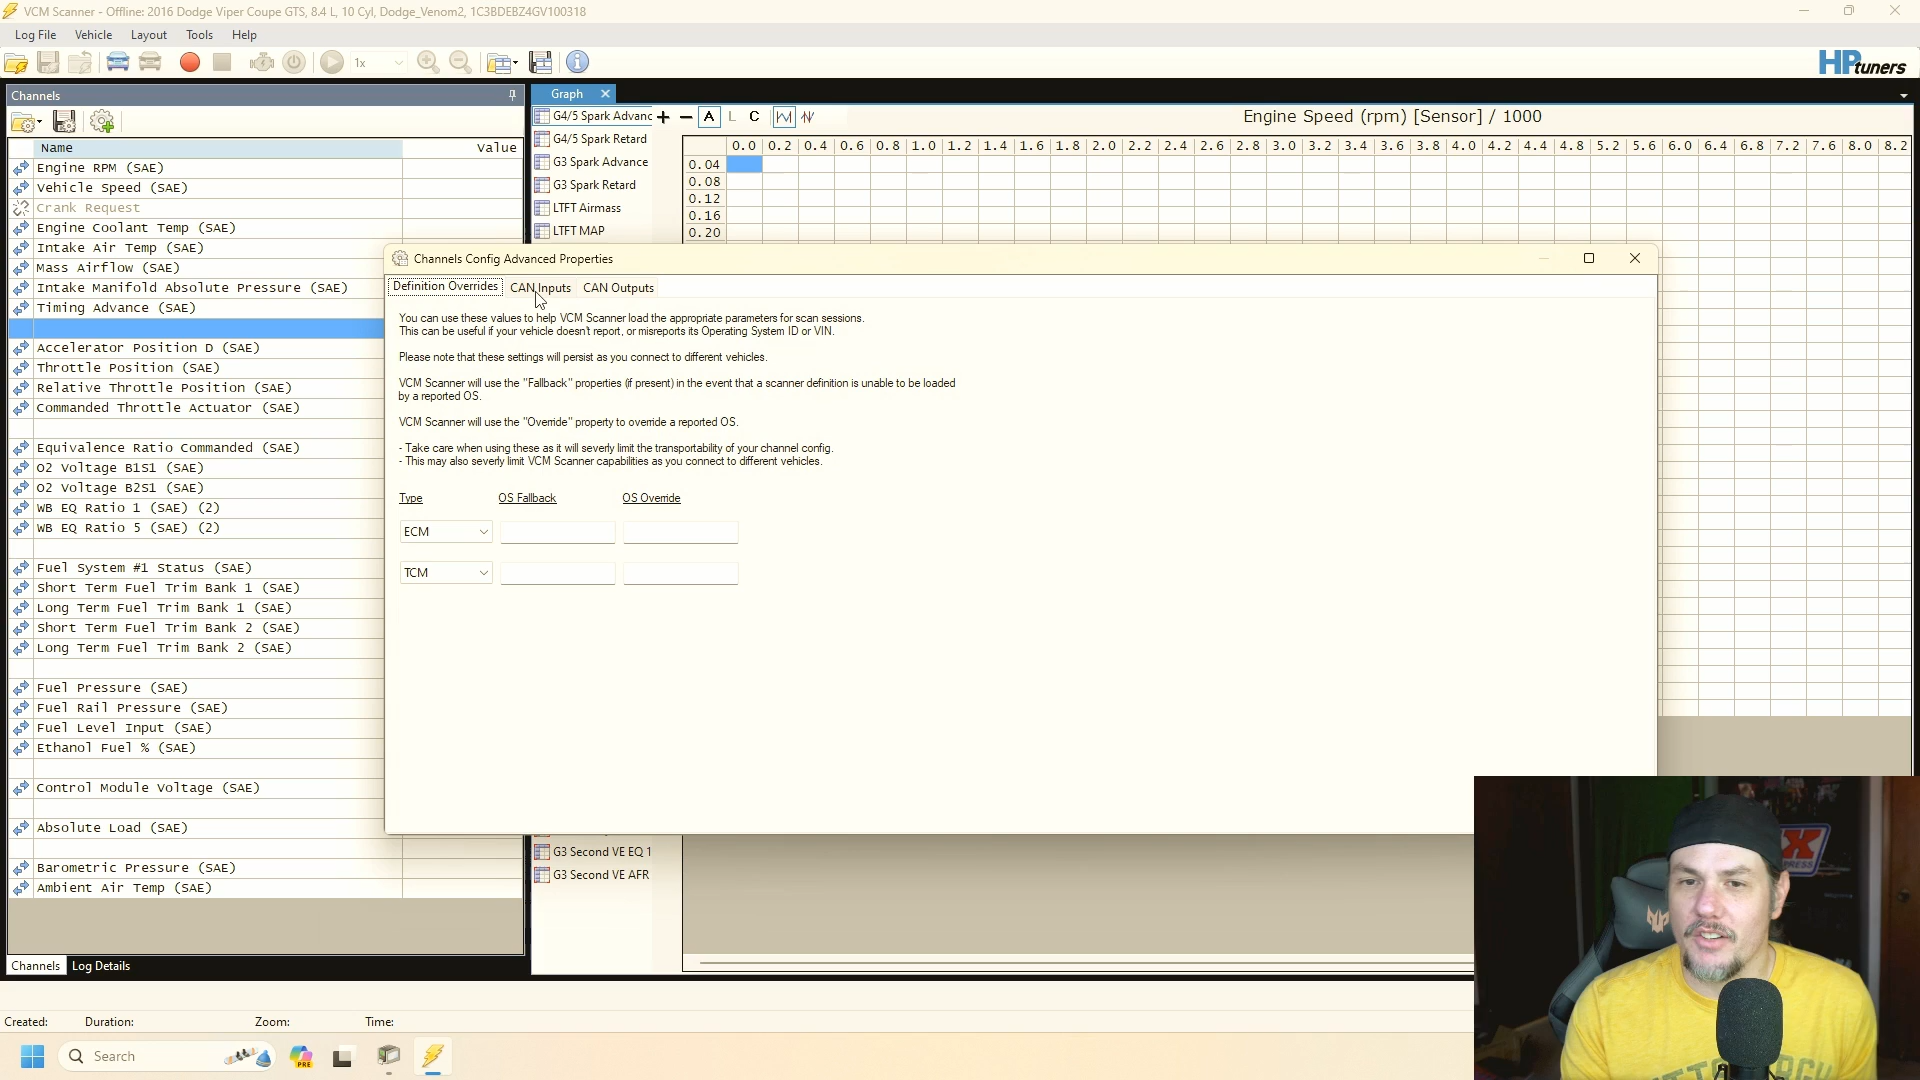 VCM Scanner - Offline: 2016 Dodge Viper Coupe GTS, 8.4 L, 10 Cyl, Dodge_Venom2, 1C3BDEBZ4GV100318
Log File Vehicle Layout Tools Help
1x
HPtuners
Channels
Name Value
Engine RPM (SAE)
Vehicle Speed (SAE)
Crank Request
Engine Coolant Temp (SAE)
Intake Air Temp (SAE)
Mass Airflow (SAE)
Intake Manifold Absolute Pressure (SAE)
Timing Advance (SAE)
Accelerator Position D (SAE)
Throttle Position (SAE)
Relative Throttle Position (SAE)
Commanded Throttle Actuator (SAE)
Equivalence Ratio Commanded (SAE)
O2 Voltage B1S1 (SAE)
O2 Voltage B2S1 (SAE)
WB EQ Ratio 1 (SAE) (2)
WB EQ Ratio 5 (SAE) (2)
Fuel System #1 Status (SAE)
Short Term Fuel Trim Bank 1 (SAE)
Long Term Fuel Trim Bank 1 (SAE)
Short Term Fuel Trim Bank 2 (SAE)
Long Term Fuel Trim Bank 2 (SAE)
Fuel Pressure (SAE)
Fuel Rail Pressure (SAE)
Fuel Level Input (SAE)
Ethanol Fuel % (SAE)
Control Module Voltage (SAE)
Absolute Load (SAE)
Barometric Pressure (SAE)
Ambient Air Temp (SAE)
Channels Log Details
Graph
G4/5 Spark Advanc
G4/5 Spark Retard
G3 Spark Advance
G3 Spark Retard
LTFT Airmass
LTFT MAP
A L C
Engine Speed (rpm) [Sensor] / 1000
0.0 0.2 0.4 0.6 0.8 1.0 1.2 1.4 1.6 1.8 2.0 2.2 2.4 2.6 2.8 3.0 3.2 3.4 3.6 3.8 4.0 4.2 4.4 4.8 5.2 5.6 6.0 6.4 6.8 7.2 7.6 8.0 8.2
0.04
0.08
0.12
0.16
0.20
Channels Config Advanced Properties
Definition Overrides CAN Inputs CAN Outputs
You can use these values to help VCM Scanner load the appropriate parameters for scan sessions.
This can be useful if your vehicle doesn't report, or misreports its Operating System ID or VIN.
Please note that these settings will persist as you connect to different vehicles.
VCM Scanner will use the "Fallback" properties (if present) in the event that a scanner definition is unable to be loaded
by a reported OS.
VCM Scanner will use the "Override" property to override a reported OS.
- Take care when using these as it will severly limit the transportability of your channel config.
- This may also severly limit VCM Scanner capabilities as you connect to different vehicles.
Type OS Fallback OS Override
ECM
TCM
G3 Second VE EQ 1
G3 Second VE AFR
Created: Duration: Zoom: Time:
Search
PRE